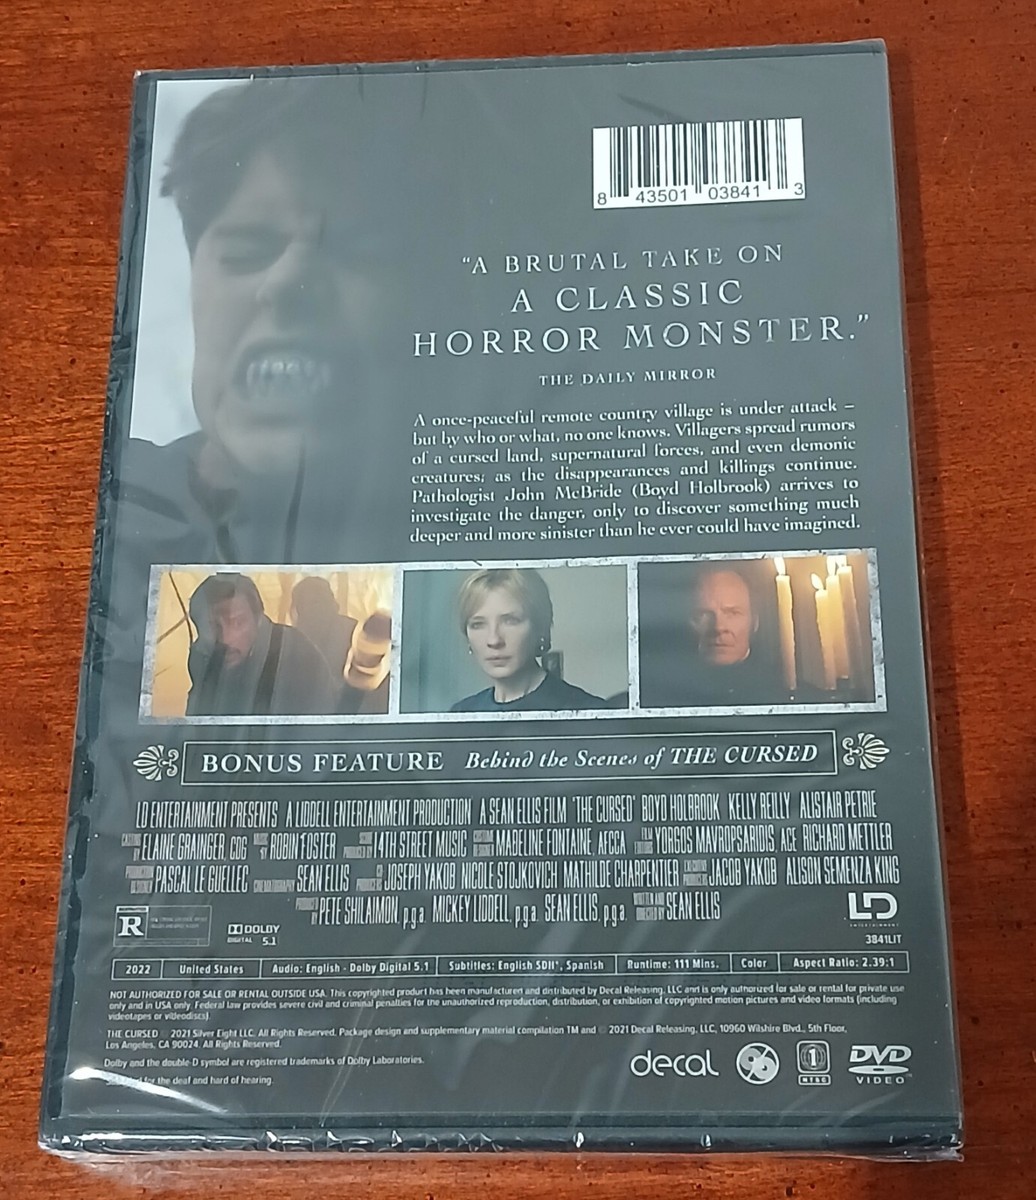 8 43501 03841 3
“A BRUTAL TAKE ON
A CLASSIC
HORROR MONSTER.”
THE DAILY MIRROR
A once-peaceful remote country village is under attack –
but by who or what, no one knows. Villagers spread rumors
of a cursed land, supernatural forces, and even demonic
creatures; as the disappearances and killings continue.
Pathologist John McBride (Boyd Holbrook) arrives to
investigate the danger, only to discover something much
deeper and more sinister than he ever could have imagined.
BONUS FEATURE Behind the Scenes of THE CURSED
LD ENTERTAINMENT PRESENTS A LIDDELL ENTERTAINMENT PRODUCTION A SEAN ELLIS FILM 'THE CURSED' BOYD HOLBROOK KELLY REILLY ALISTAIR PETRIE
CASTING BY ELAINE GRAINGER, CDG MUSIC BY ROBIN FOSTER 14TH STREET MUSIC MADELINE FONTAINE, AFCCA YORGOS MAVROPSARIDIS, ACE RICHARD METTLER
PASCAL LE GUELLEC SEAN ELLIS JOSEPH YAKOB NICOLE STOJKOVICH MATHILDE CHARPENTIER JACOB YAKOB ALISON SEMENZA KING
PRODUCED BY PETE SHILAIMON, p.g.a. MICKEY LIDDELL, p.g.a. SEAN ELLIS, p.g.a. WRITTEN AND DIRECTED BY SEAN ELLIS
R
DOLBY
DIGITAL 5.1
LD
ENTERTAINMENT
3841LIT
2022 United States Audio: English - Dolby Digital 5.1 Subtitles: English SDH*, Spanish Runtime: 111 Mins. Color Aspect Ratio: 2.39:1
NOT AUTHORIZED FOR SALE OR RENTAL OUTSIDE USA. This copyrighted product has been manufactured and distributed by Decal Releasing, LLC and is only authorized for sale or rental for private use
only and in USA only. Federal law provides severe civil and criminal penalties for the unauthorized reproduction, distribution, or exhibition of copyrighted motion pictures and video formats (including
videotapes or videodiscs).
THE CURSED © 2021 Silver Eight LLC. All Rights Reserved. Package design and supplementary material compilation TM and © 2021 Decal Releasing, LLC, 10960 Wilshire Blvd., 5th Floor,
Los Angeles, CA 90024. All Rights Reserved.
Dolby and the double-D symbol are registered trademarks of Dolby Laboratories.
for the deaf and hard of hearing.
decal
1
NTSC
DVD
VIDEO